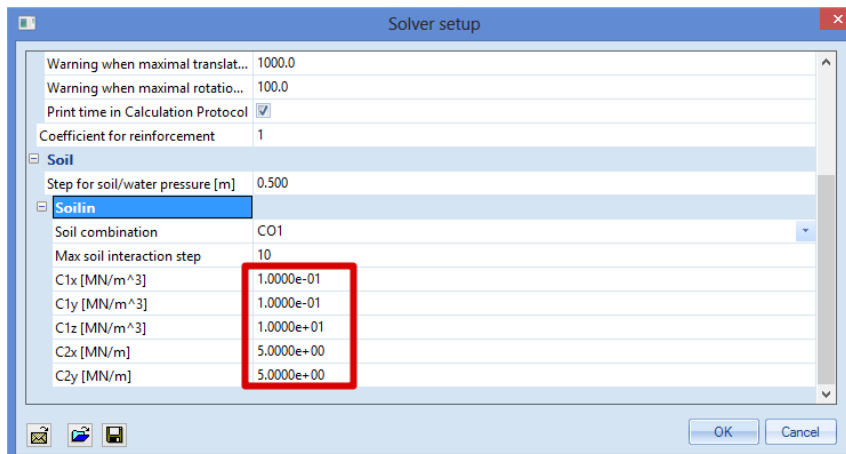 Solver setup
Warning when maximal translat... 1000.0
Warning when maximal rotatio... 100.0
Print time in Calculation Protocol
Coefficient for reinforcement 1
Soil
Step for soil/water pressure [m] 0.500
Soilin
Soil combination CO1
Max soil interaction step 10
C1x [MN/m^3] 1.0000e-01
C1y [MN/m^3] 1.0000e-01
C1z [MN/m^3] 1.0000e+01
C2x [MN/m] 5.0000e+00
C2y [MN/m] 5.0000e+00
OK Cancel